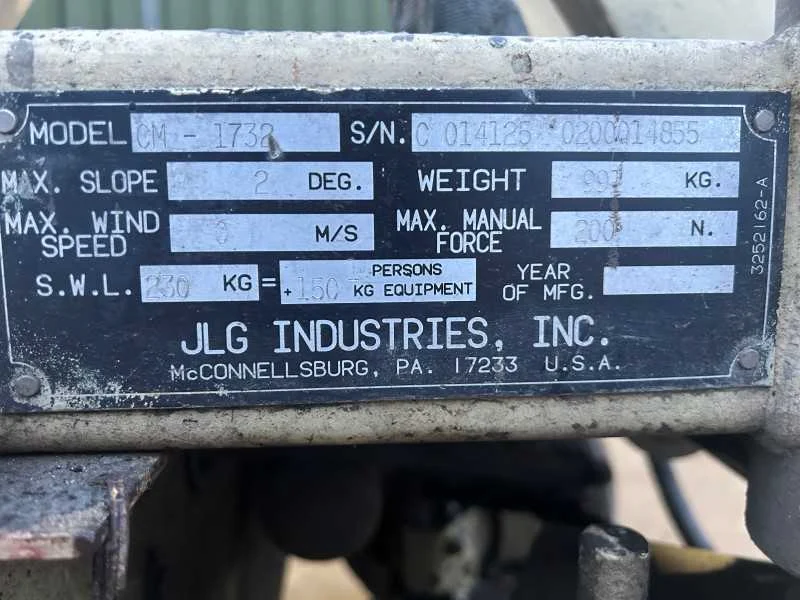 MODEL CM - 1732 S/N. C 014125 0200014855
MAX. SLOPE 2 DEG. WEIGHT KG.
MAX. WIND SPEED 0 M/S MAX. MANUAL FORCE 200 N.
S.W.L. 230 KG = PERSONS + 150 KG EQUIPMENT YEAR OF MFG.
JLG INDUSTRIES, INC.
McCONNELLSBURG, PA. 17233 U.S.A.
3252162-A